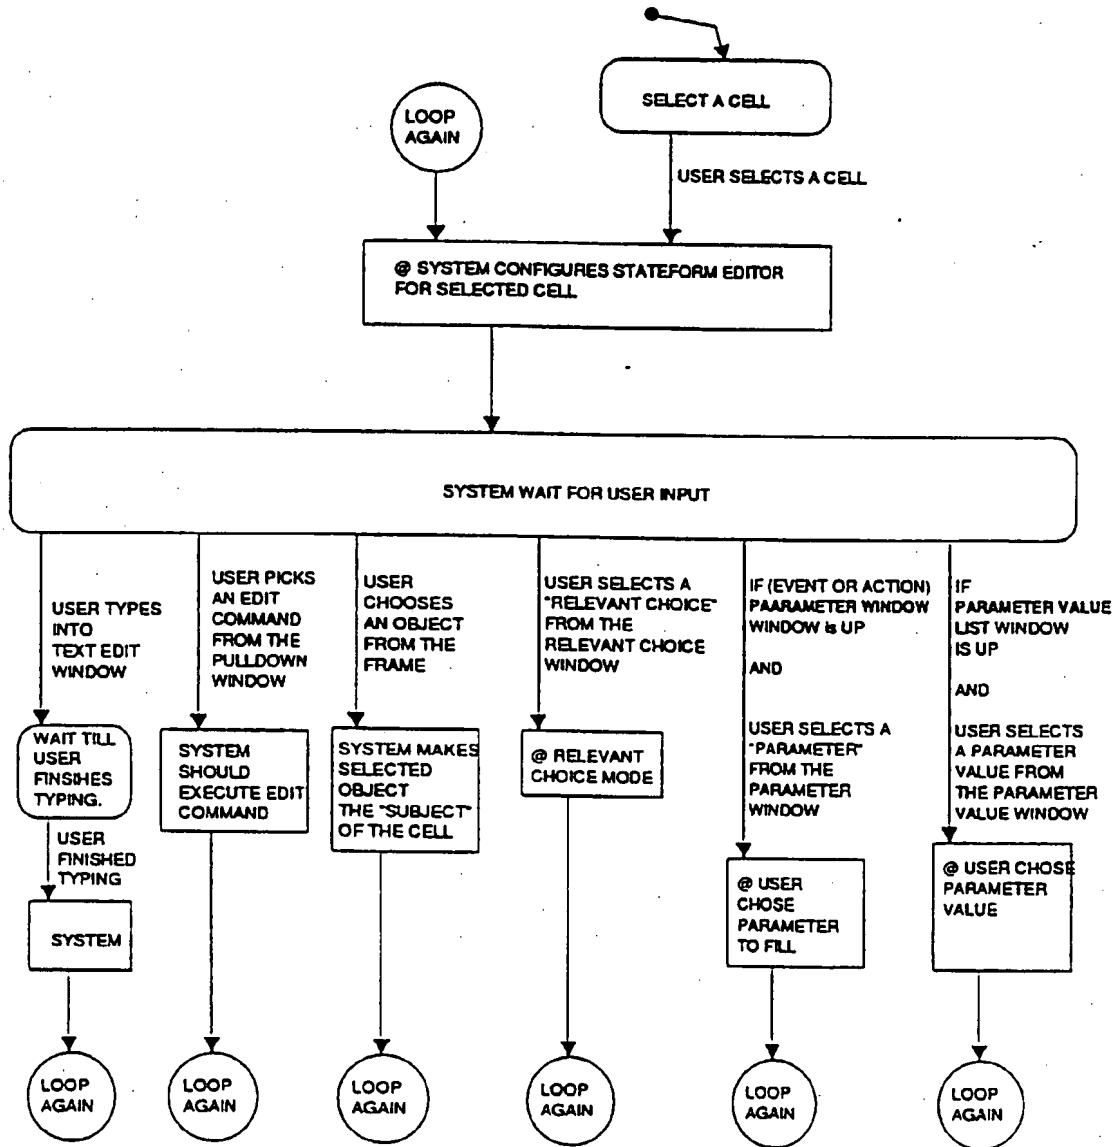 SELECT A CELL
LOOP
AGAIN
USER SELECTS A CELL
@ SYSTEM CONFIGURES STATEFORM EDITOR
FOR SELECTED CELL
SYSTEM WAIT FOR USER INPUT
USER TYPES
INTO
TEXT EDIT
WINDOW
USER PICKS
AN EDIT
COMMAND
FROM THE
PULLDOWN
WINDOW
USER
CHOOSES
AN OBJECT
FROM THE
FRAME
USER SELECTS A
"RELEVANT CHOICE"
FROM THE
RELEVANT CHOICE
WINDOW
IF (EVENT OR ACTION)
PAARAMETER WINDOW
WINDOW is UP
AND
USER SELECTS A
"PARAMETER"
FROM THE
PARAMETER
WINDOW
IF
PARAMETER VALUE
LIST WINDOW
IS UP
AND
USER SELECTS
A PARAMETER
VALUE FROM
THE PARAMETER
VALUE WINDOW
WAIT TILL
USER
FINSIHES
TYPING.
SYSTEM
SHOULD
EXECUTE EDIT
COMMAND
SYSTEM MAKES
SELECTED
OBJECT
THE "SUBJECT"
OF THE CELL
@ RELEVANT
CHOICE MODE
USER
FINISHED
TYPING
@ USER
CHOSE
PARAMETER
TO FILL
@ USER CHOSE
PARAMETER
VALUE
SYSTEM
LOOP
AGAIN
LOOP
AGAIN
LOOP
AGAIN
LOOP
AGAIN
LOOP
AGAIN
LOOP
AGAIN